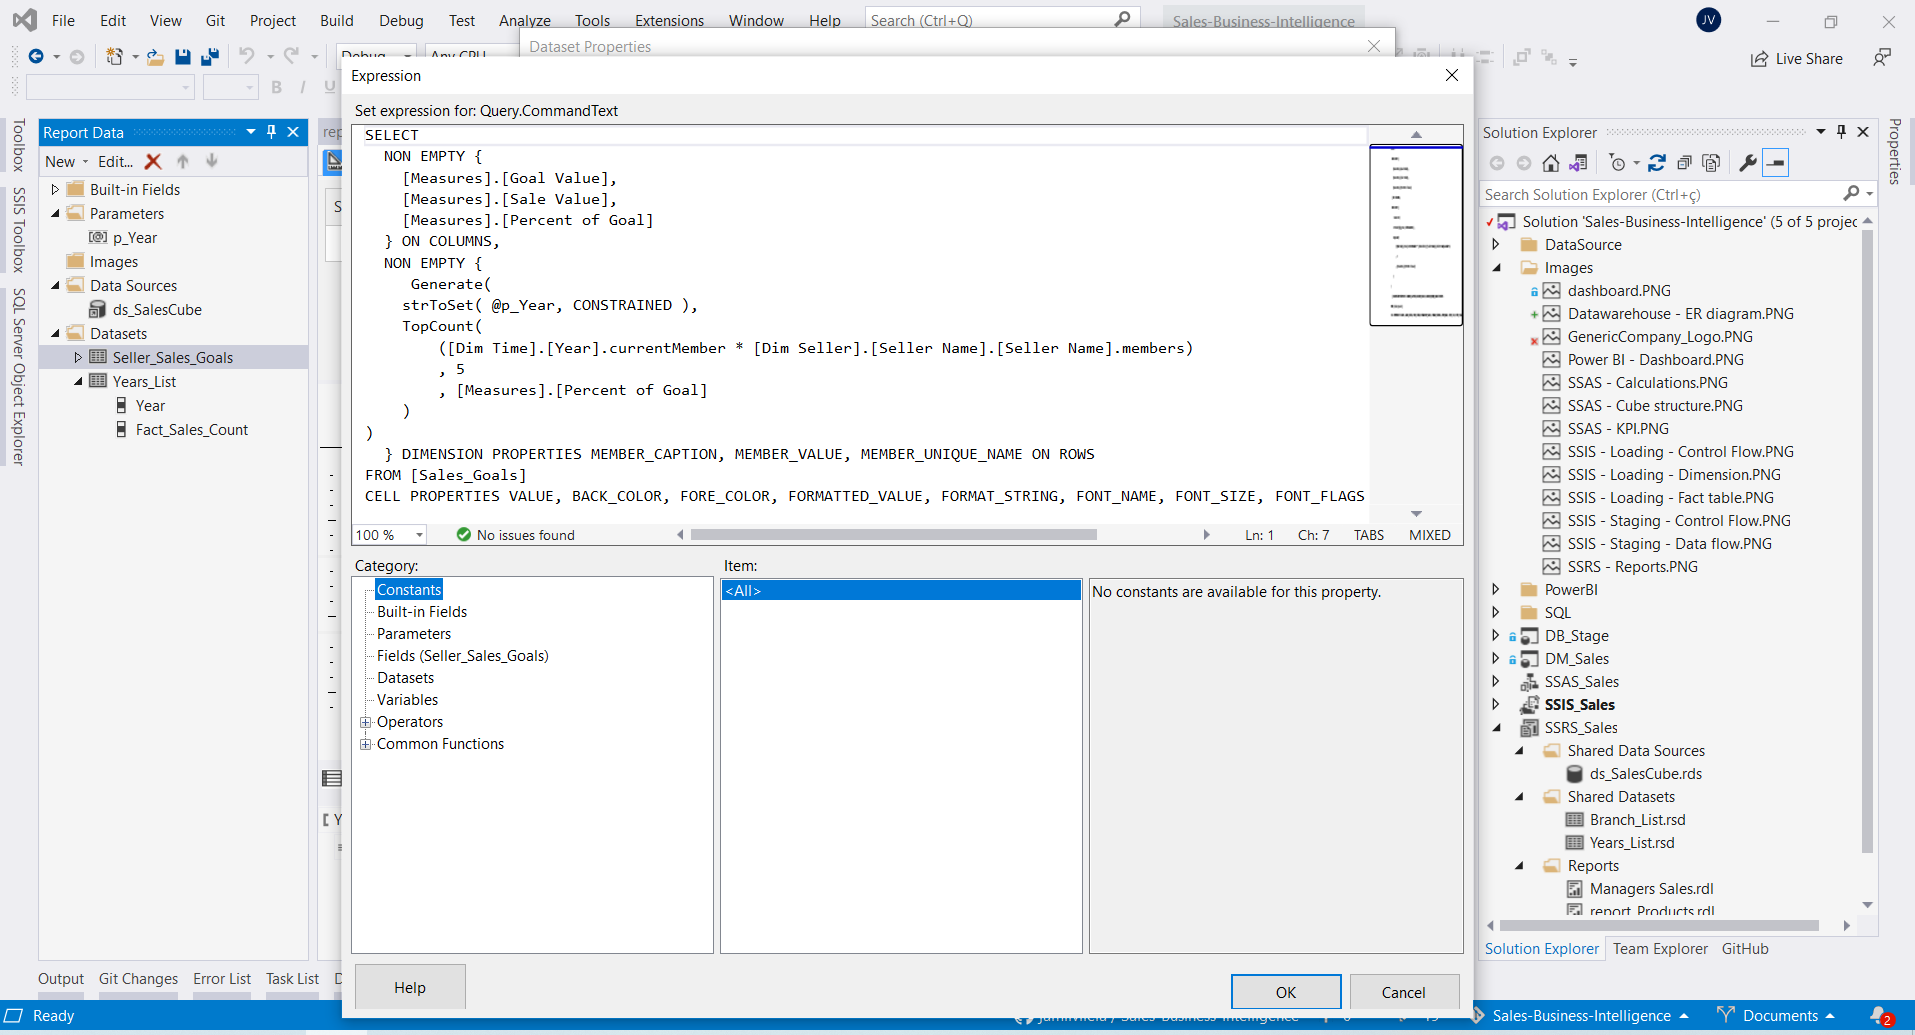 File Edit View Git Project Build Debug Test Analyze Tools Extensions Window Help Search (Ctrl+Q) Sales-Business-Intelligence JV
Live Share
Dataset Properties
Expression
Set expression for: Query.CommandText
SELECT
NON EMPTY {
[Measures].[Goal Value],
[Measures].[Sale Value],
[Measures].[Percent of Goal]
} ON COLUMNS,
NON EMPTY {
Generate(
strToSet( @p_Year, CONSTRAINED ),
TopCount(
([Dim Time].[Year].currentMember * [Dim Seller].[Seller Name].[Seller Name].members)
, 5
, [Measures].[Percent of Goal]
)
)
} DIMENSION PROPERTIES MEMBER_CAPTION, MEMBER_VALUE, MEMBER_UNIQUE_NAME ON ROWS
FROM [Sales_Goals]
CELL PROPERTIES VALUE, BACK_COLOR, FORE_COLOR, FORMATTED_VALUE, FORMAT_STRING, FONT_NAME, FONT_SIZE, FONT_FLAGS
100 % No issues found Ln: 1 Ch: 7 TABS MIXED
Category:
Constants
Built-in Fields
Parameters
Fields (Seller_Sales_Goals)
Datasets
Variables
Operators
Common Functions
Item:
<All>
No constants are available for this property.
Help OK Cancel
Toolbox
SSIS Toolbox
SQL Server Object Explorer
Report Data
New Edit...
Built-in Fields
Parameters
p_Year
Images
Data Sources
ds_SalesCube
Datasets
Seller_Sales_Goals
Years_List
Year
Fact_Sales_Count
Solution Explorer
Search Solution Explorer (Ctrl+ç)
Solution 'Sales-Business-Intelligence' (5 of 5 projec
DataSource
Images
dashboard.PNG
Datawarehouse - ER diagram.PNG
GenericCompany_Logo.PNG
Power BI - Dashboard.PNG
SSAS - Calculations.PNG
SSAS - Cube structure.PNG
SSAS - KPI.PNG
SSIS - Loading - Control Flow.PNG
SSIS - Loading - Dimension.PNG
SSIS - Loading - Fact table.PNG
SSIS - Staging - Control Flow.PNG
SSIS - Staging - Data flow.PNG
SSRS - Reports.PNG
PowerBI
SQL
DB_Stage
DM_Sales
SSAS_Sales
SSIS_Sales
SSRS_Sales
Shared Data Sources
ds_SalesCube.rds
Shared Datasets
Branch_List.rsd
Years_List.rsd
Reports
Managers Sales.rdl
report_Products.rdl
Solution Explorer Team Explorer GitHub
Properties
Output Git Changes Error List Task List
Ready Sales-Business-Intelligence Documents 2